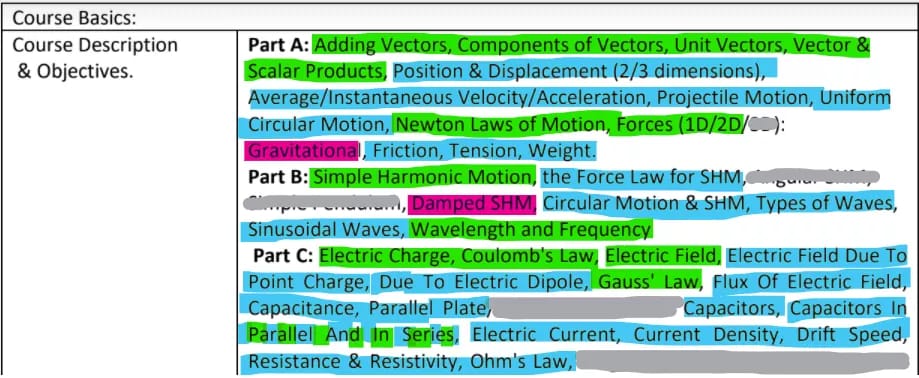 Course Basics:
Course Description
& Objectives.
Part A: Adding Vectors, Components of Vectors, Unit Vectors, Vector &
Scalar Products, Position & Displacement (2/3 dimensions),
Average/Instantaneous Velocity/Acceleration, Projectile Motion, Uniform
Circular Motion, Newton Laws of Motion, Forces (1D/2D/ ):
Gravitational, Friction, Tension, Weight.
Part B: Simple Harmonic Motion, the Force Law for SHM,
, Damped SHM, Circular Motion & SHM, Types of Waves,
Sinusoidal Waves, Wavelength and Frequency
Part C: Electric Charge, Coulomb's Law, Electric Field, Electric Field Due To
Point Charge, Due To Electric Dipole, Gauss' Law, Flux Of Electric Field,
Capacitance, Parallel Plate, Capacitors, Capacitors In
Parallel And In Series, Electric Current, Current Density, Drift Speed,
Resistance & Resistivity, Ohm's Law,